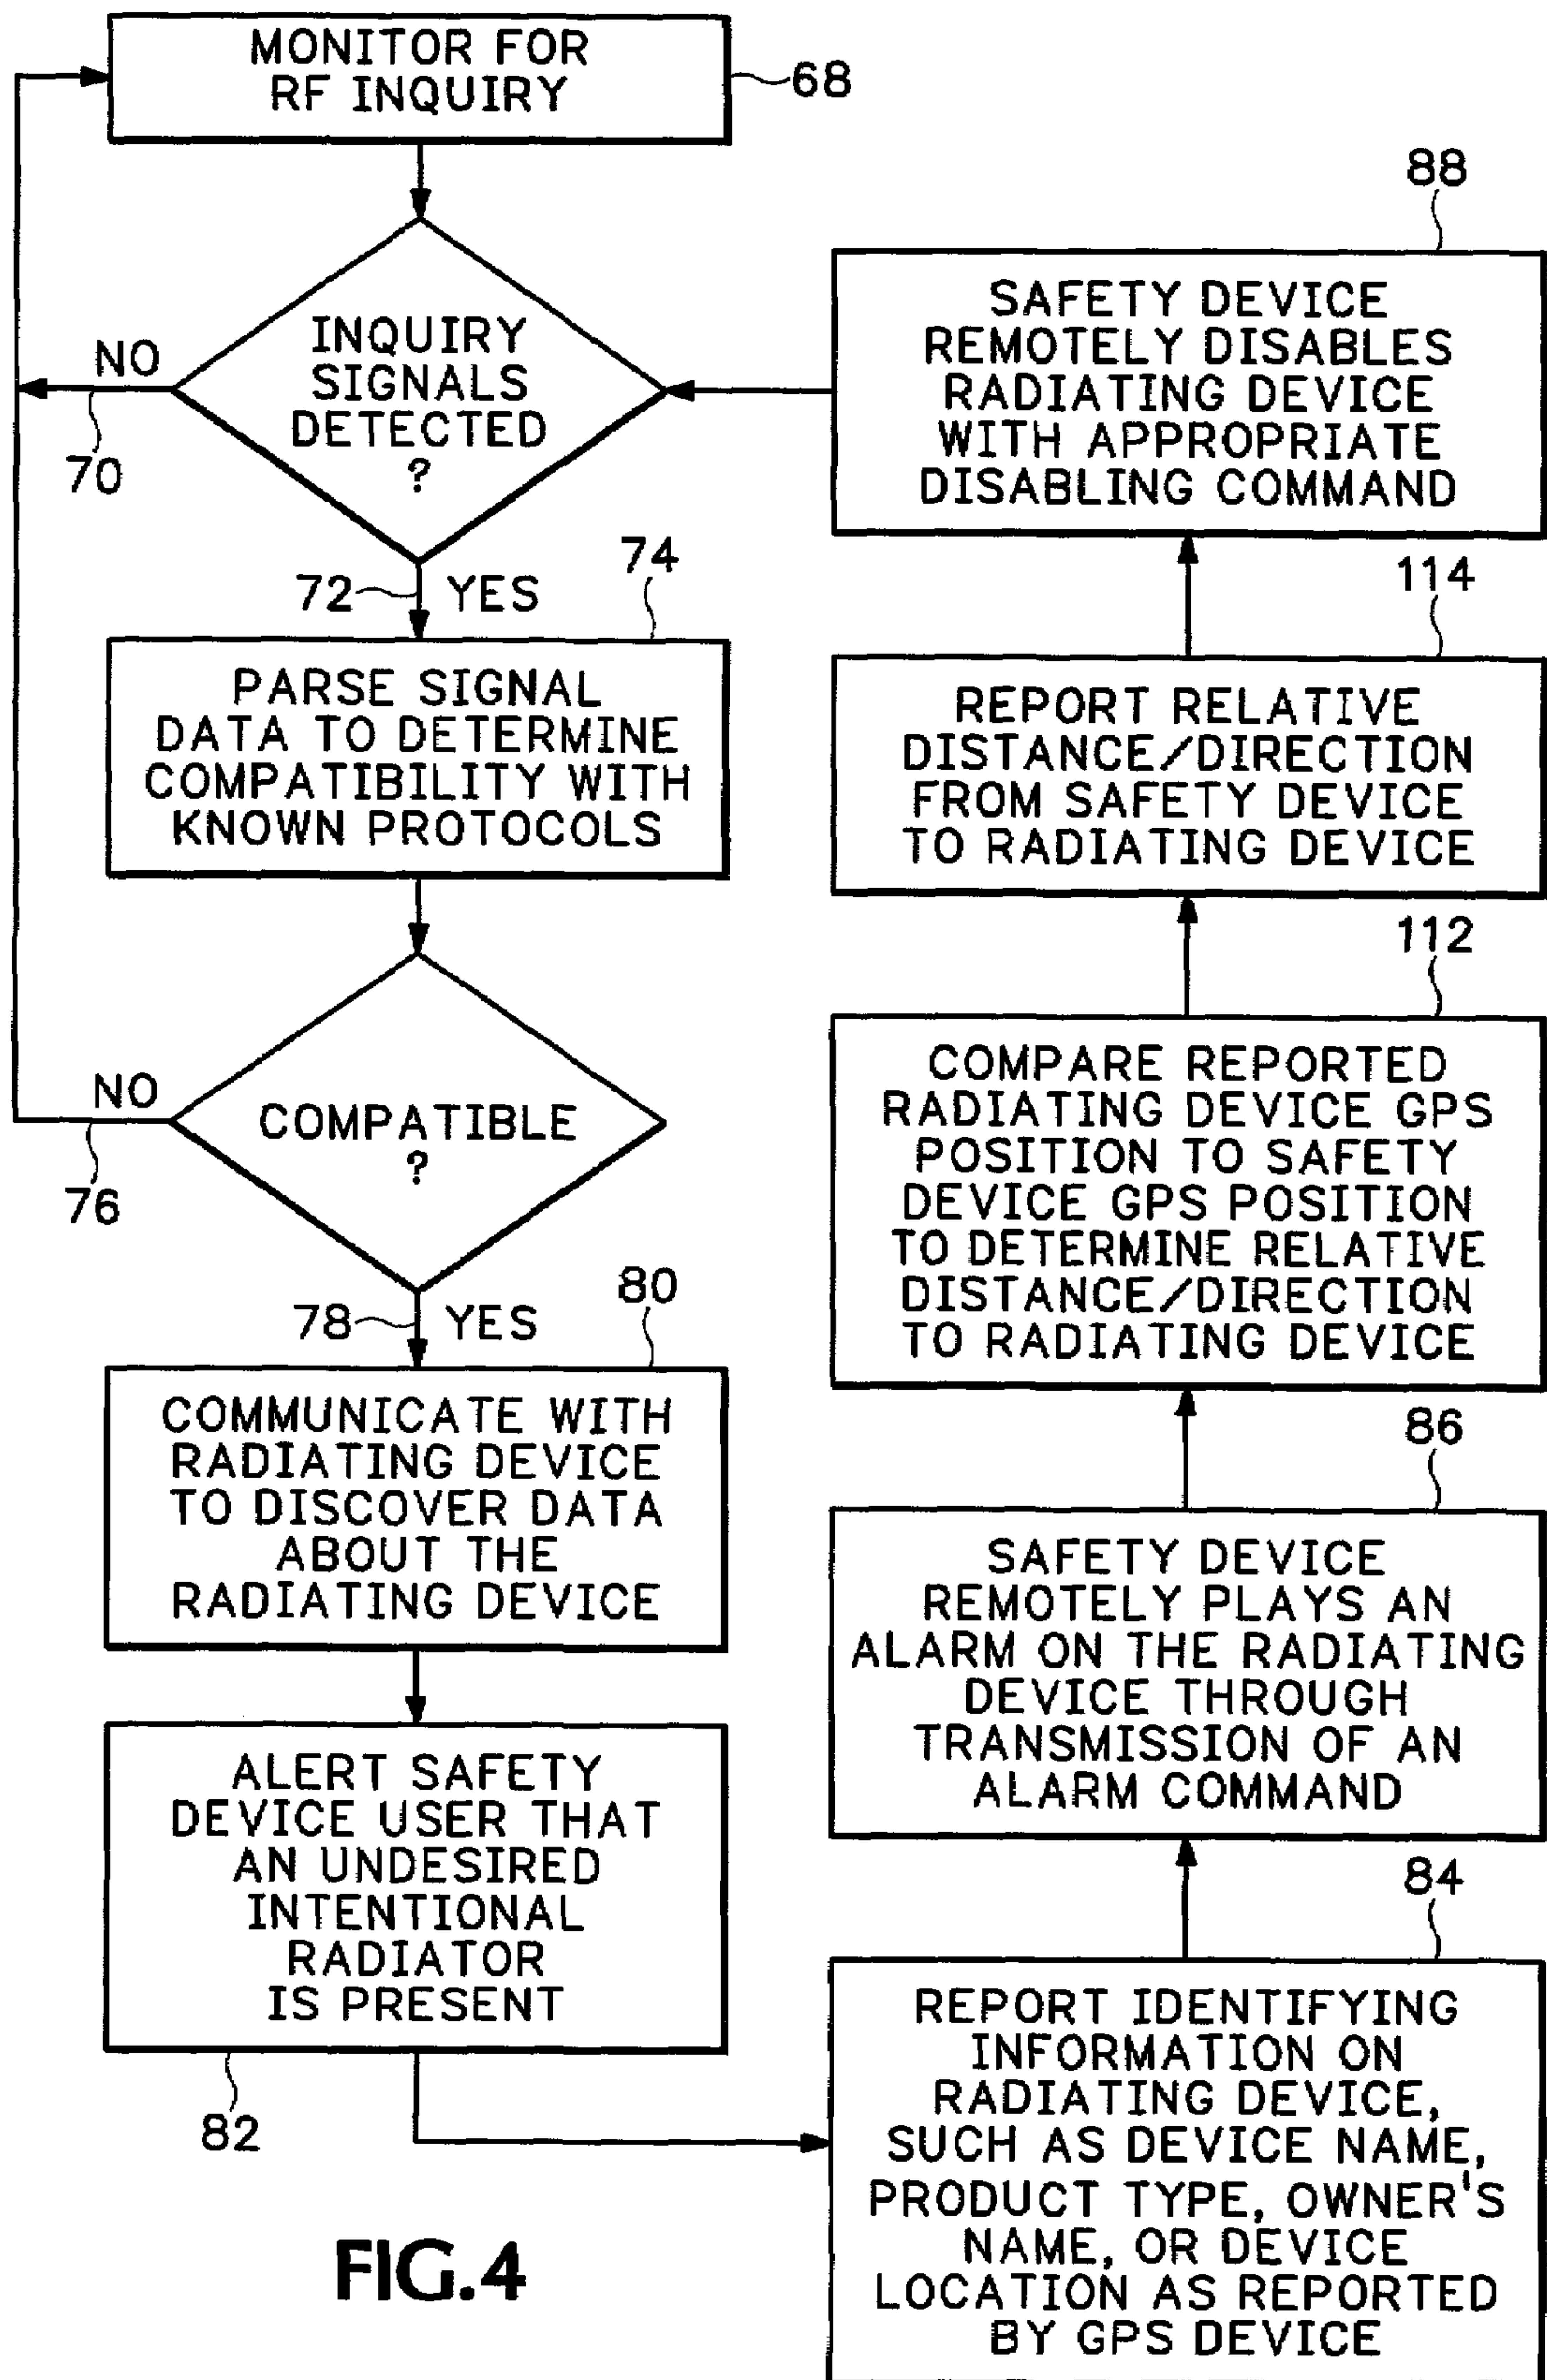 MONITOR FOR
RF INQUIRY
68
INQUIRY
SIGNALS
DETECTED
?
NO
70
72
YES
74
PARSE SIGNAL
DATA TO DETERMINE
COMPATIBILITY WITH
KNOWN PROTOCOLS
COMPATIBLE
?
NO
76
78
YES
80
COMMUNICATE WITH
RADIATING DEVICE
TO DISCOVER DATA
ABOUT THE
RADIATING DEVICE
ALERT SAFETY
DEVICE USER THAT
AN UNDESIRED
INTENTIONAL
RADIATOR
IS PRESENT
82
84
REPORT IDENTIFYING
INFORMATION ON
RADIATING DEVICE,
SUCH AS DEVICE NAME,
PRODUCT TYPE, OWNER'S
NAME, OR DEVICE
LOCATION AS REPORTED
BY GPS DEVICE
86
SAFETY DEVICE
REMOTELY PLAYS AN
ALARM ON THE RADIATING
DEVICE THROUGH
TRANSMISSION OF AN
ALARM COMMAND
112
COMPARE REPORTED
RADIATING DEVICE GPS
POSITION TO SAFETY
DEVICE GPS POSITION
TO DETERMINE RELATIVE
DISTANCE/DIRECTION
TO RADIATING DEVICE
114
REPORT RELATIVE
DISTANCE/DIRECTION
FROM SAFETY DEVICE
TO RADIATING DEVICE
88
SAFETY DEVICE
REMOTELY DISABLES
RADIATING DEVICE
WITH APPROPRIATE
DISABLING COMMAND
FIG.4